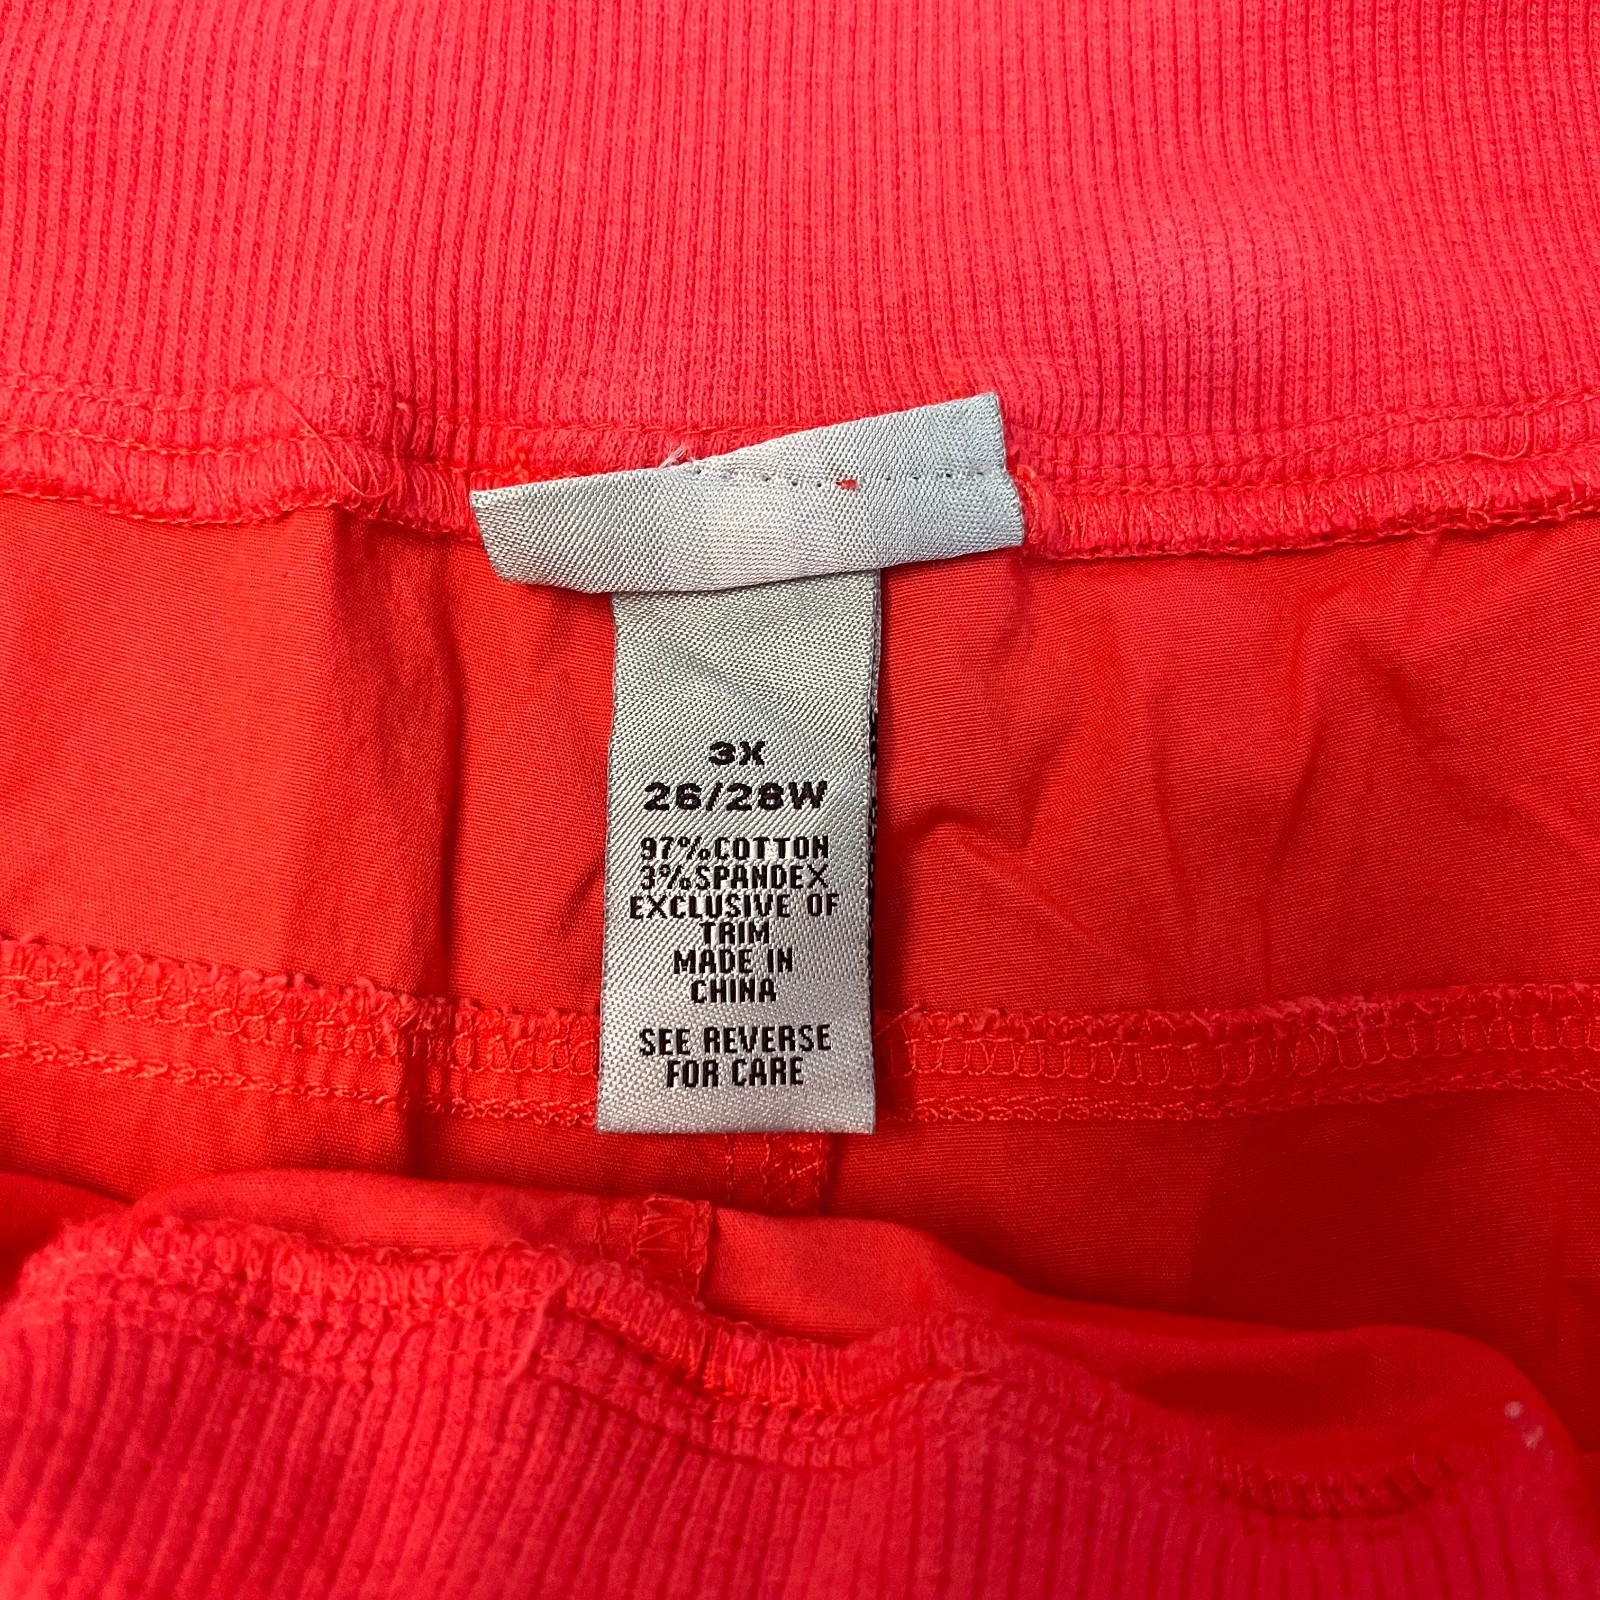 3X
26/28W
97%COTTON
3%SPANDEX
EXCLUSIVE OF
TRIM
MADE IN
CHINA
SEE REVERSE
FOR CARE